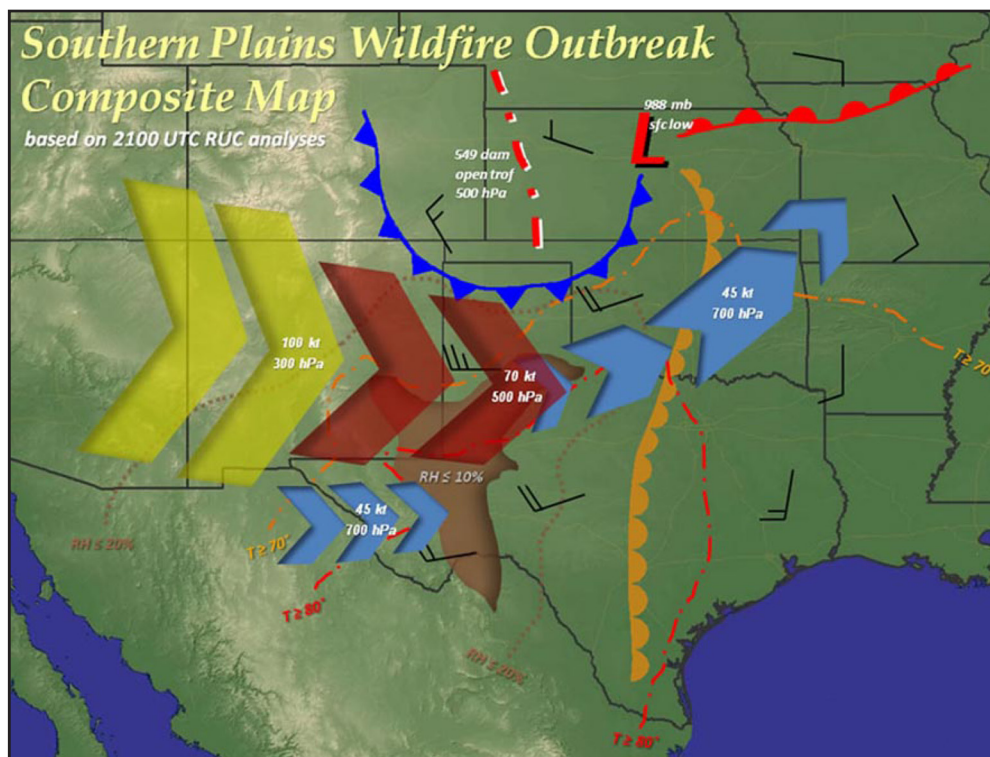 Southern Plains Wildfire Outbreak
Composite Map
based on 2100 UTC RUC analyses
988 mb
sfc low
549 dam
open trof
500 hPa
100 kt
300 hPa
45 kt
700 hPa
70 kt
500 hPa
T ≥ 70°
RH ≤ 10%
45 kt
700 hPa
RH ≤ 20%
T ≥ 70°
T ≥ 80°
RH ≤ 20%
T ≥ 80°